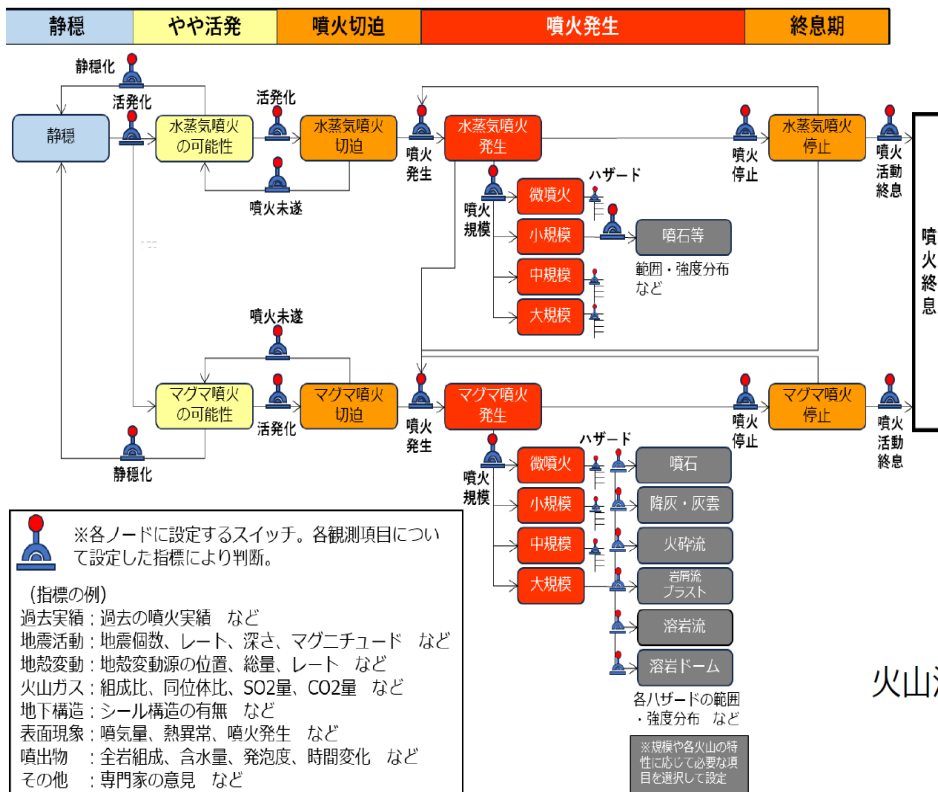 静穏
やや活発
噴火切迫
噴火発生
終息期
静穏化
活発化
静穏
水蒸気噴火
の可能性
活発化
水蒸気噴火
切迫
噴火未遂
噴火
発生
水蒸気噴火
発生
噴火
規模
微噴火
小規模
中規模
大規模
ハザード
噴石等
範囲・強度分布
など
噴火
停止
水蒸気噴火
停止
噴火
活動
終息
噴火終息
噴火未遂
マグマ噴火
の可能性
静穏化
活発化
マグマ噴火
切迫
噴火
発生
マグマ噴火
発生
噴火
規模
微噴火
小規模
中規模
大規模
ハザード
噴石
降灰・灰雲
火砕流
岩屑流
ブラスト
溶岩流
溶岩ドーム
各ハザードの範囲
・強度分布 など
※規模や各火山の特
性に応じて必要な項
目を選択して設定
噴火
停止
マグマ噴火
停止
噴火
活動
終息
※各ノードに設定するスイッチ。各観測項目につい
て設定した指標により判断。
(指標の例)
過去実績:過去の噴火実績 など
地震活動:地震個数、レート、深さ、マグニチュード など
地殻変動:地殻変動源の位置、総量、レート など
火山ガス:組成比、同位体比、SO2量、CO2量 など
地下構造:シール構造の有無 など
表面現象:噴気量、熱異常、噴火発生 など
噴出物 :全岩組成、含水量、発泡度、時間変化 など
その他 :専門家の意見 など
火山